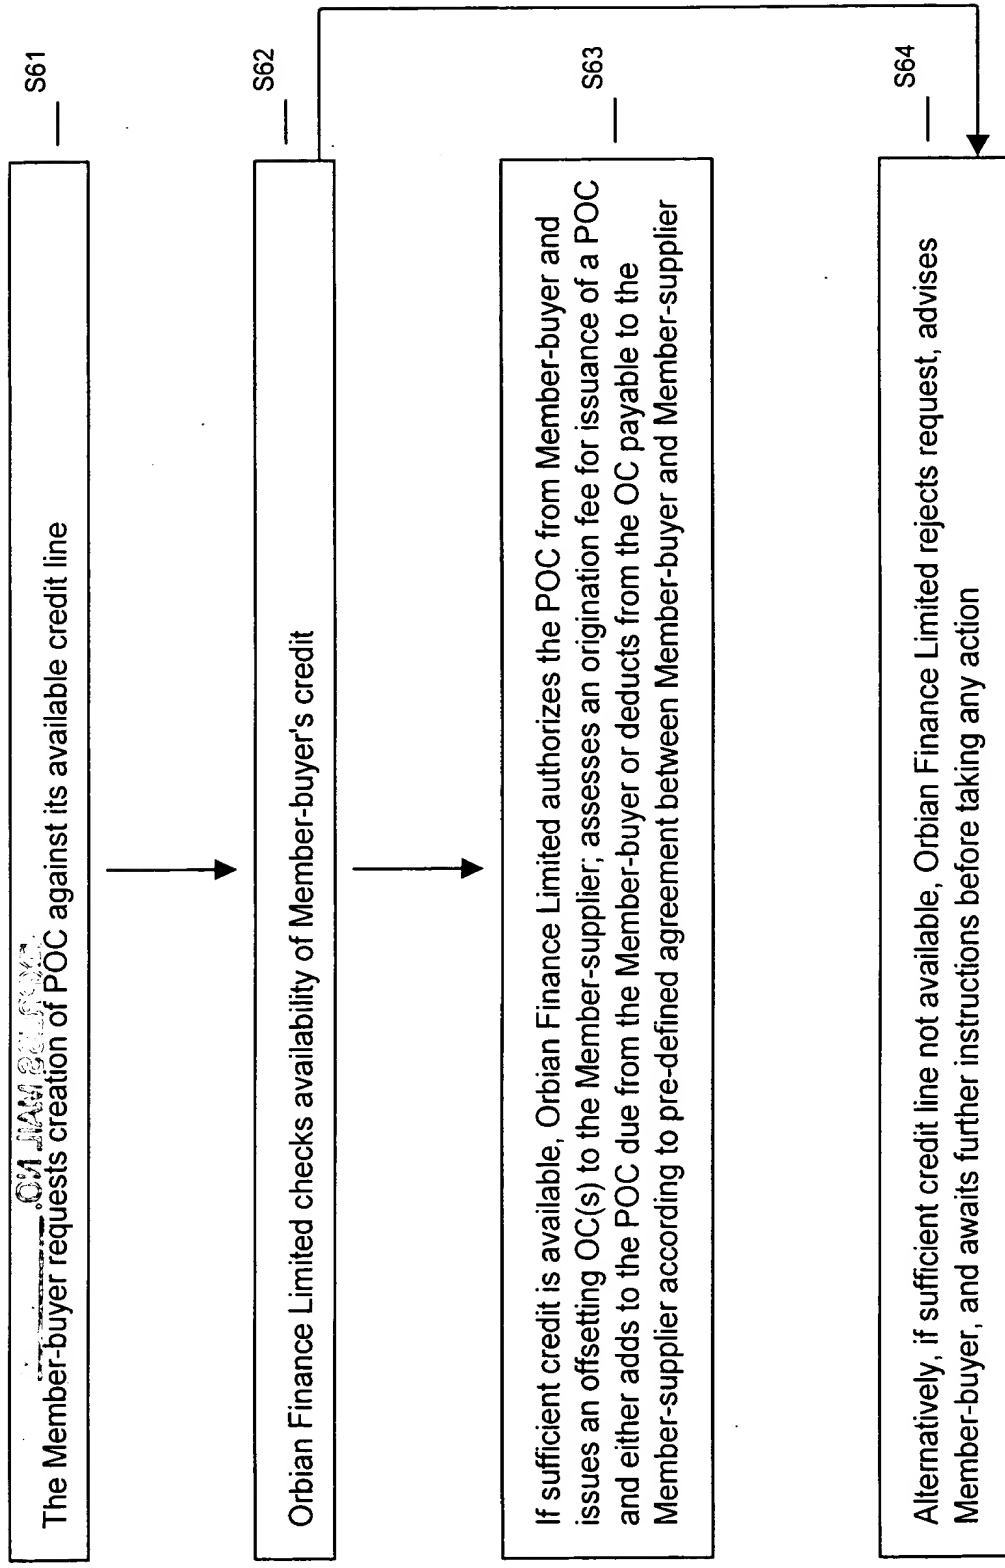 S61
The Member-buyer requests creation of POC against its available credit line
S62
Orbian Finance Limited checks availability of Member-buyer's credit
S63
If sufficient credit is available, Orbian Finance Limited authorizes the POC from Member-buyer and
issues an offsetting OC(s) to the Member-supplier; assesses an origination fee for issuance of a POC
and either adds to the POC due from the Member-buyer or deducts from the OC payable to the
Member-supplier according to pre-defined agreement between Member-buyer and Member-supplier
S64
Alternatively, if sufficient credit line not available, Orbian Finance Limited rejects request, advises
Member-buyer, and awaits further instructions before taking any action